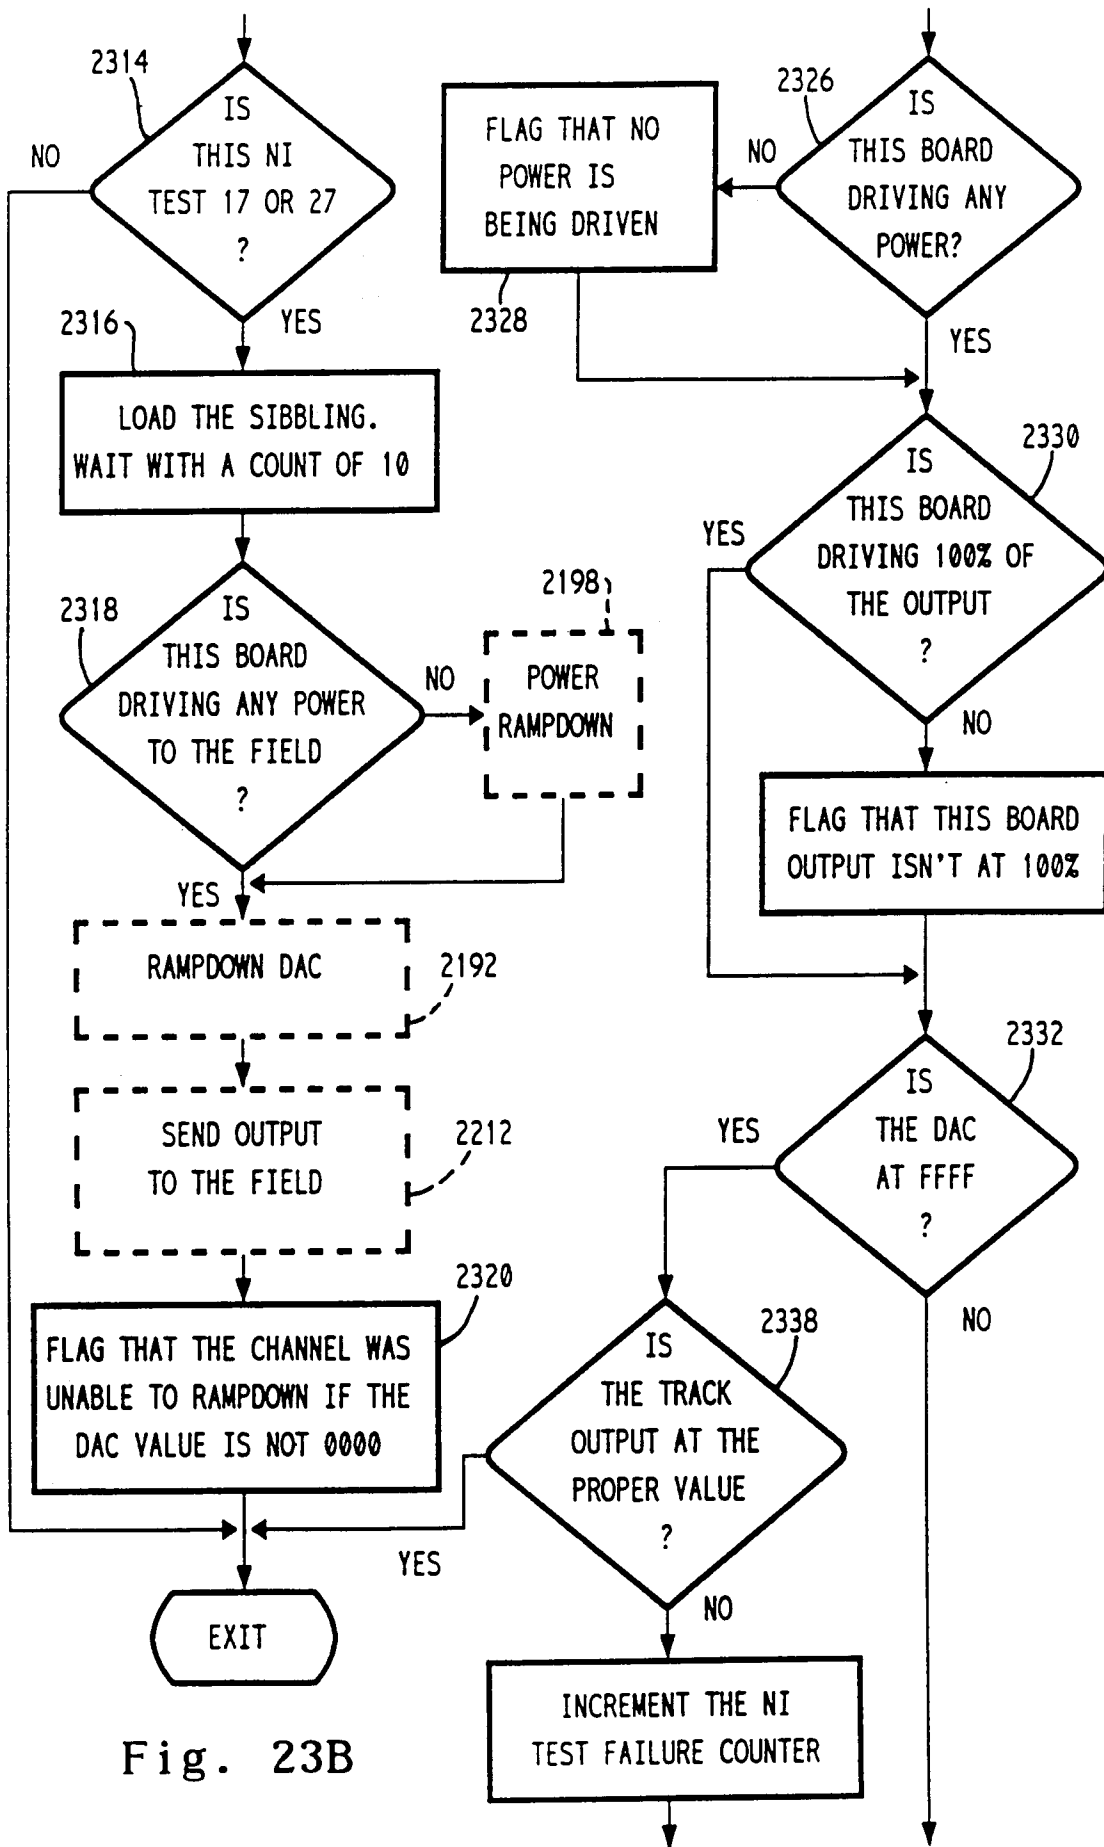 2314
IS
THIS NI
TEST 17 OR 27
?
NO
YES
2316
LOAD THE SIBBLING.
WAIT WITH A COUNT OF 10
2318
IS
THIS BOARD
DRIVING ANY POWER
TO THE FIELD
?
NO
2198
POWER
RAMPDOWN
YES
RAMPDOWN DAC
2192
SEND OUTPUT
TO THE FIELD
2212
2320
FLAG THAT THE CHANNEL WAS
UNABLE TO RAMPDOWN IF THE
DAC VALUE IS NOT 0000
EXIT
2326
IS
THIS BOARD
DRIVING ANY
POWER?
NO
FLAG THAT NO
POWER IS
BEING DRIVEN
2328
YES
2330
IS
THIS BOARD
DRIVING 100% OF
THE OUTPUT
?
YES
NO
FLAG THAT THIS BOARD
OUTPUT ISN'T AT 100%
2332
IS
THE DAC
AT FFFF
?
YES
NO
2338
IS
THE TRACK
OUTPUT AT THE
PROPER VALUE
?
YES
NO
INCREMENT THE NI
TEST FAILURE COUNTER
Fig. 23B